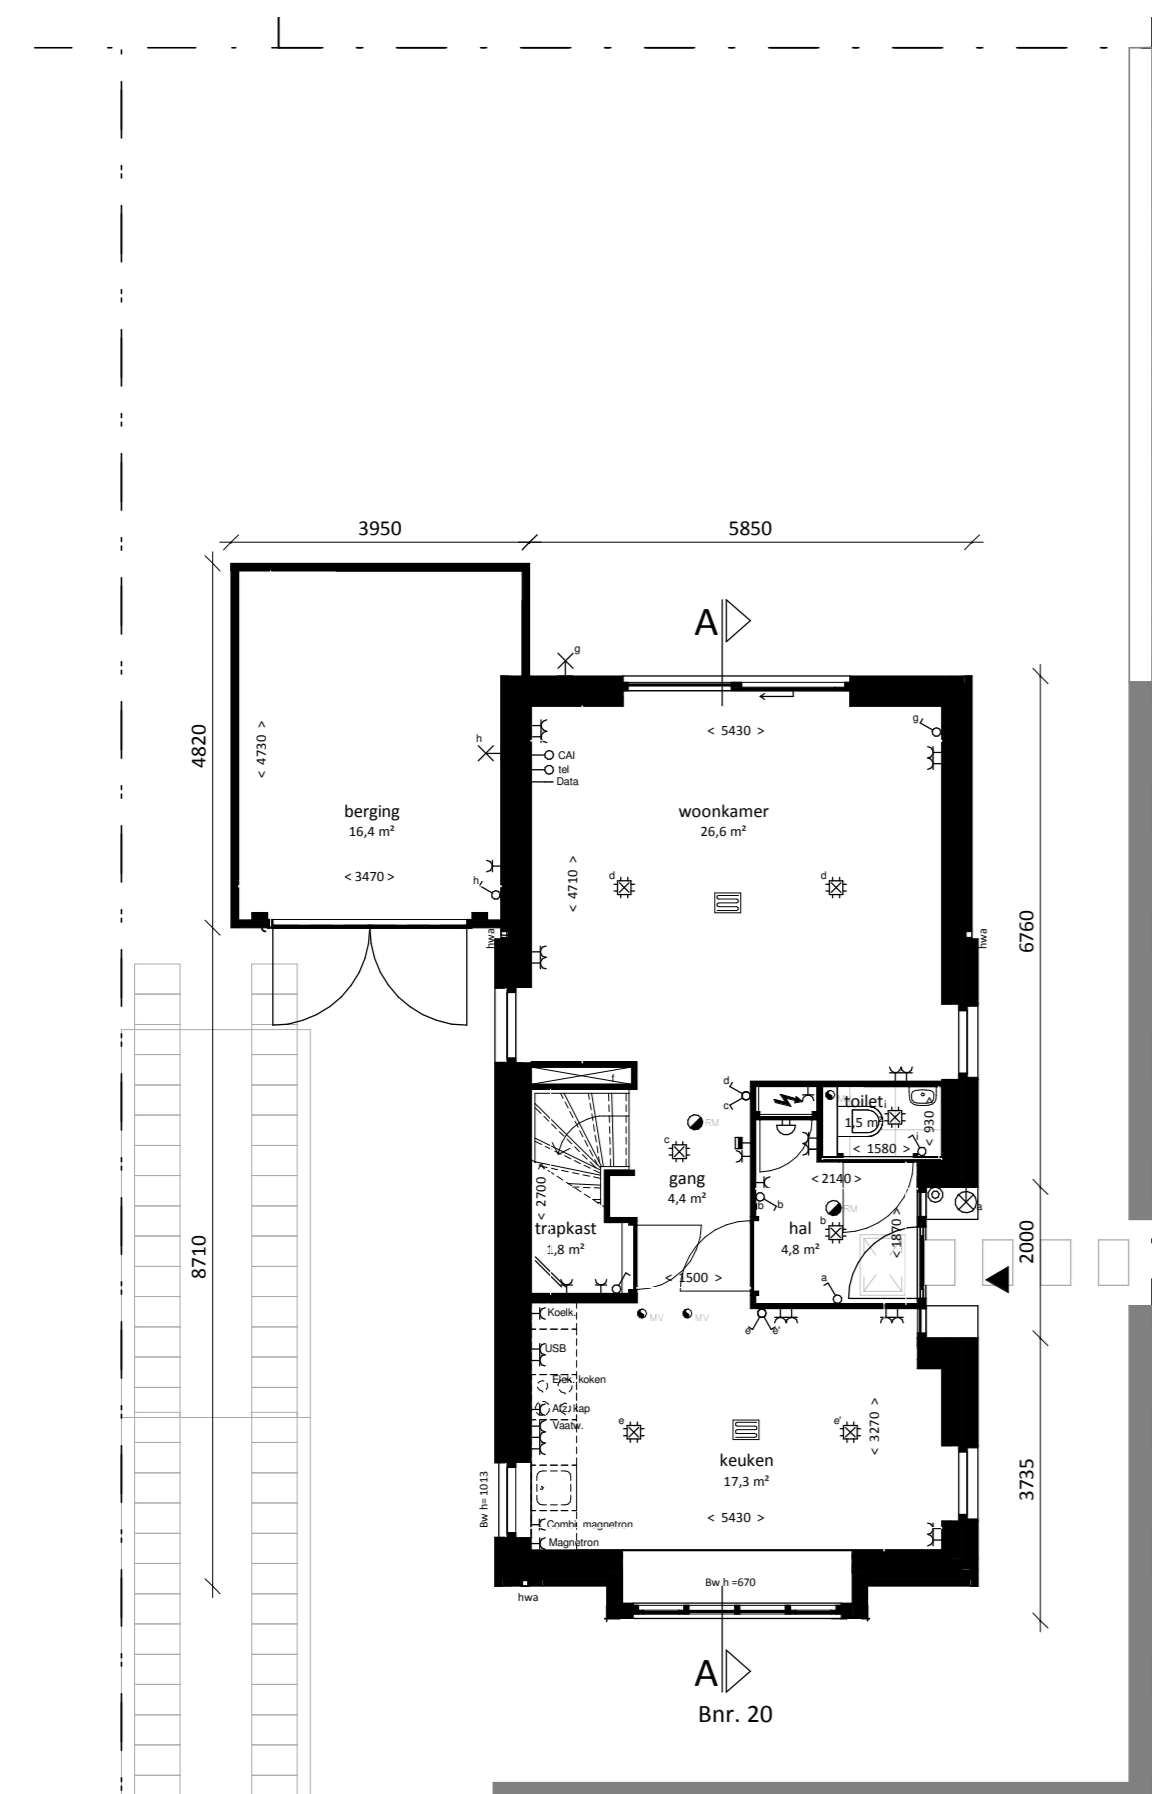 3950
5850
A
g
< 5430 >
g
h
CAI
tel
Data
4820
< 4730 >
berging
16,4 m²
woonkamer
26,6 m²
< 3470 >
h
< 4710 >
d
d
hwa
hwa
6760
f
d
c
RM
c
gang
4,4 m²
toilet
1,5 m²
i
i
< 930 >
< 1580 >
< 2140 >
< 2700 >
trapkast
1,8 m²
b
b
RM
b
hal
4,8 m²
<1870 >
a
a
2000
8710
< 1500 >
MV
MV
e
e'
Koelk.
USB
Elek. koken
Afz. kap
Vaatw.
e
e'
< 3270 >
keuken
17,3 m²
3735
Bw h= 1013
< 5430 >
Combi. magnetron
Magnetron
Bw h =670
hwa
A
Bnr. 20